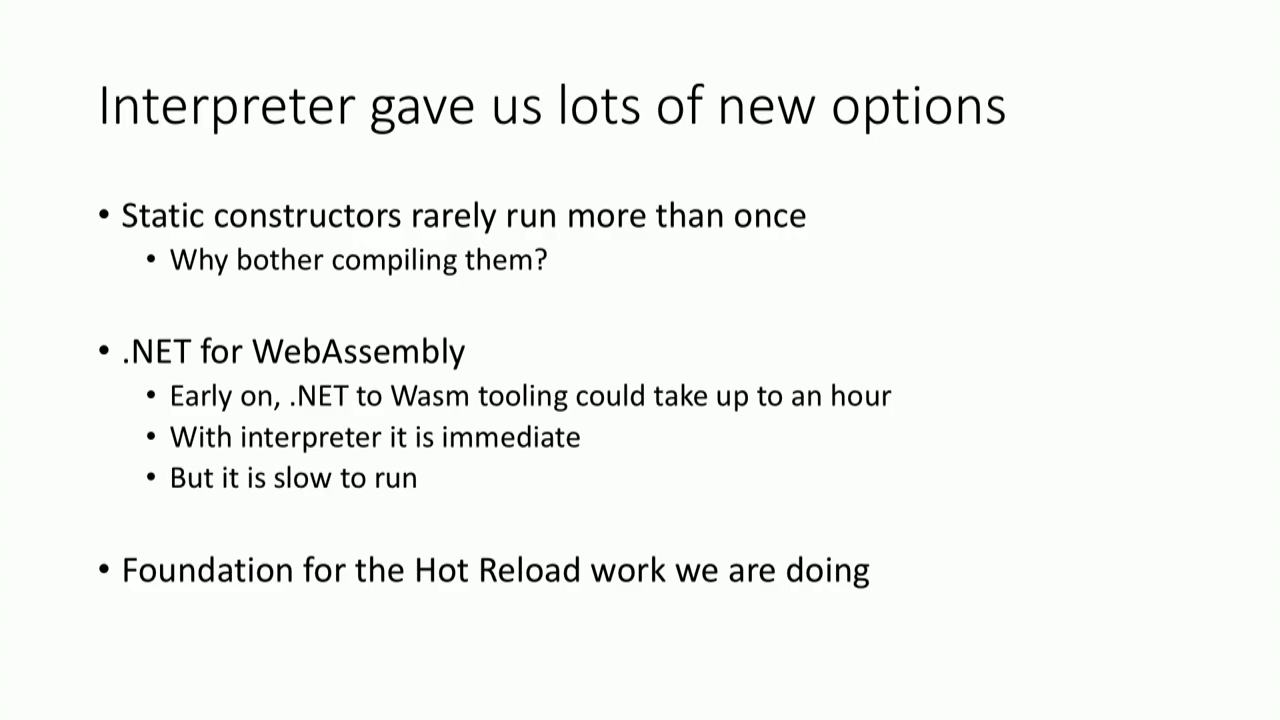 Interpreter gave us lots of new options
• Static constructors rarely run more than once
• Why bother compiling them?
• .NET for WebAssembly
• Early on, .NET to Wasm tooling could take up to an hour
• With interpreter it is immediate
• But it is slow to run
• Foundation for the Hot Reload work we are doing